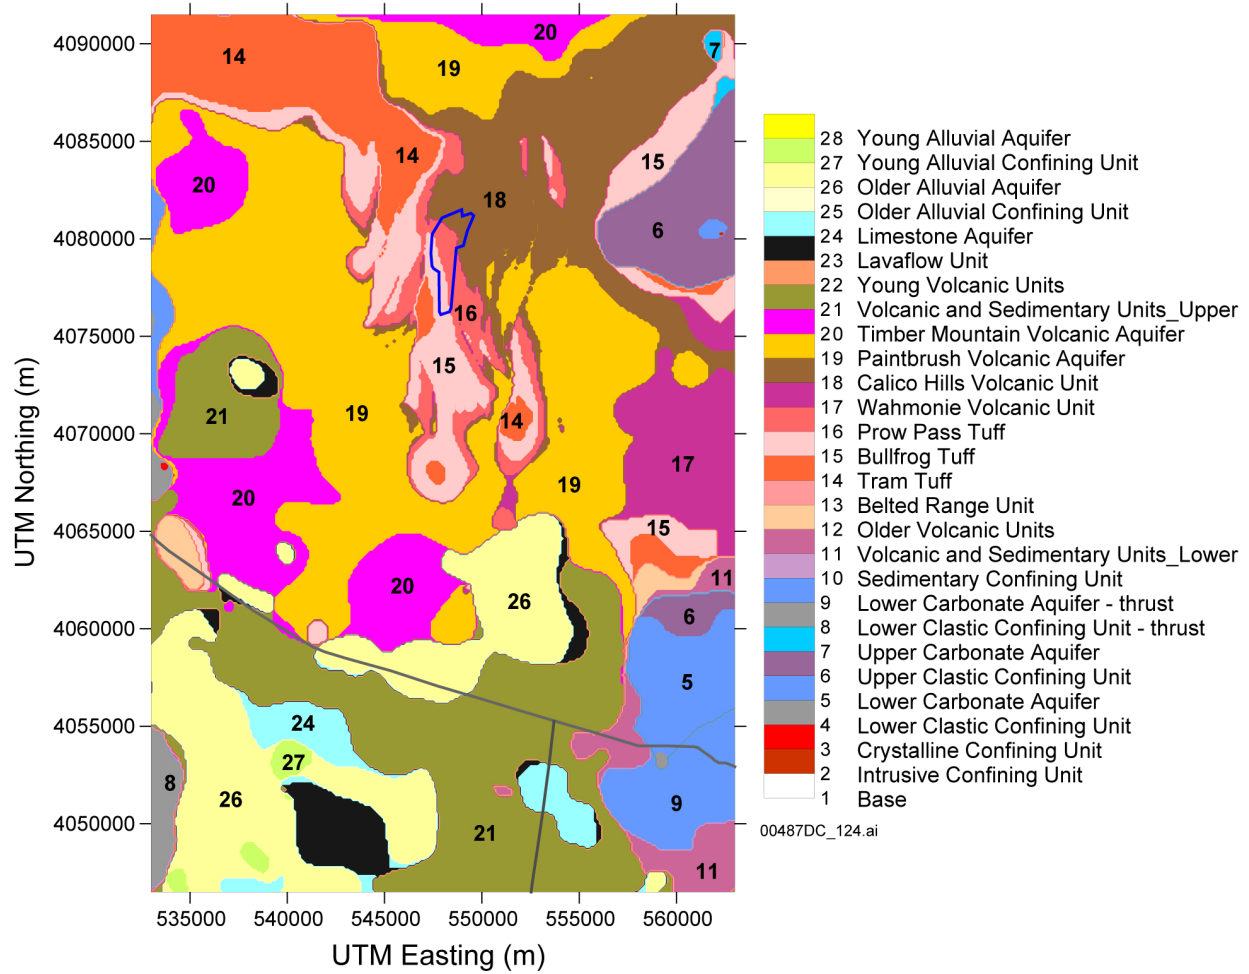 20
4090000
14
19
7
4085000
14
15
20
18
4080000
6
16
4075000
15
21
19
14
4070000
17
20
19
4065000
15
11
20
26
6
4060000
5
4055000
24
27
8
26
9
4050000
21
11
535000 540000 545000 550000 555000 560000
UTM Easting (m)
UTM Northing (m)
28 Young Alluvial Aquifer
27 Young Alluvial Confining Unit
26 Older Alluvial Aquifer
25 Older Alluvial Confining Unit
24 Limestone Aquifer
23 Lavaflow Unit
22 Young Volcanic Units
21 Volcanic and Sedimentary Units_Upper
20 Timber Mountain Volcanic Aquifer
19 Paintbrush Volcanic Aquifer
18 Calico Hills Volcanic Unit
17 Wahmonie Volcanic Unit
16 Prow Pass Tuff
15 Bullfrog Tuff
14 Tram Tuff
13 Belted Range Unit
12 Older Volcanic Units
11 Volcanic and Sedimentary Units_Lower
10 Sedimentary Confining Unit
9 Lower Carbonate Aquifer - thrust
8 Lower Clastic Confining Unit - thrust
7 Upper Carbonate Aquifer
6 Upper Clastic Confining Unit
5 Lower Carbonate Aquifer
4 Lower Clastic Confining Unit
3 Crystalline Confining Unit
2 Intrusive Confining Unit
1 Base
00487DC_124.ai